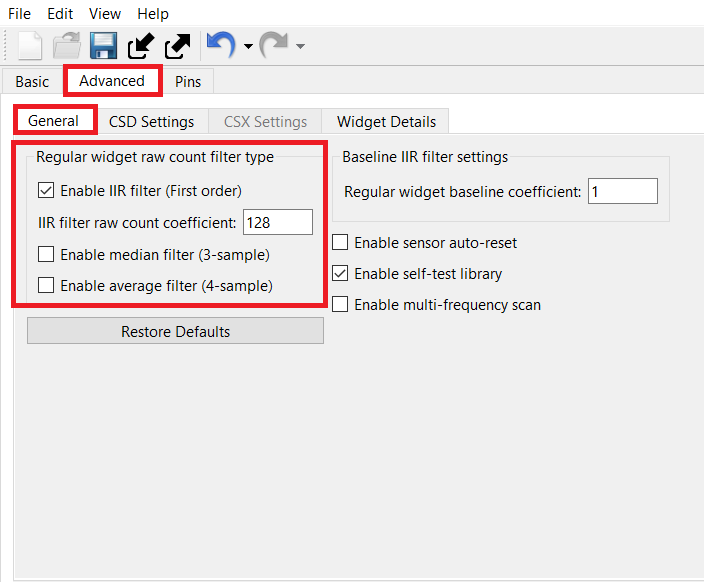 File Edit View Help
Basic Advanced Pins
General CSD Settings CSX Settings Widget Details
Regular widget raw count filter type
Enable IIR filter (First order)
IIR filter raw count coefficient: 128
Enable median filter (3-sample)
Enable average filter (4-sample)
Restore Defaults
Baseline IIR filter settings
Regular widget baseline coefficient: 1
Enable sensor auto-reset
Enable self-test library
Enable multi-frequency scan